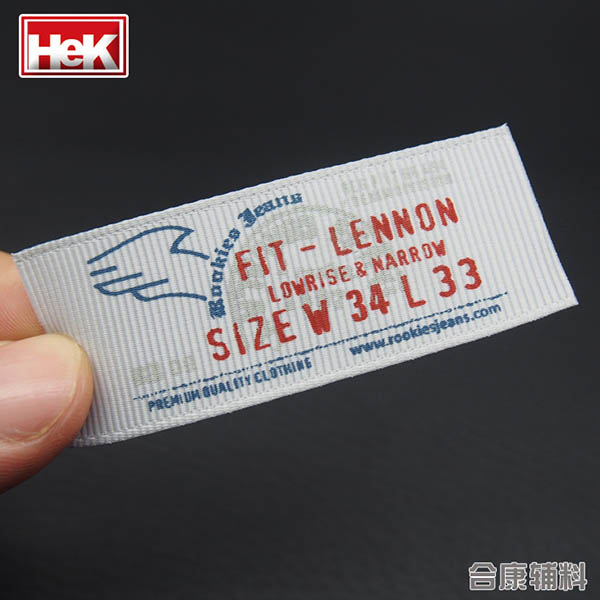 HeK
Rookies Jeans
FIT - LENNON
LOWRISE & NARROW
SIZE W 34 L 33
www.rookiesjeans.com
PREMIUM QUALITY CLOTHING
合康辅料